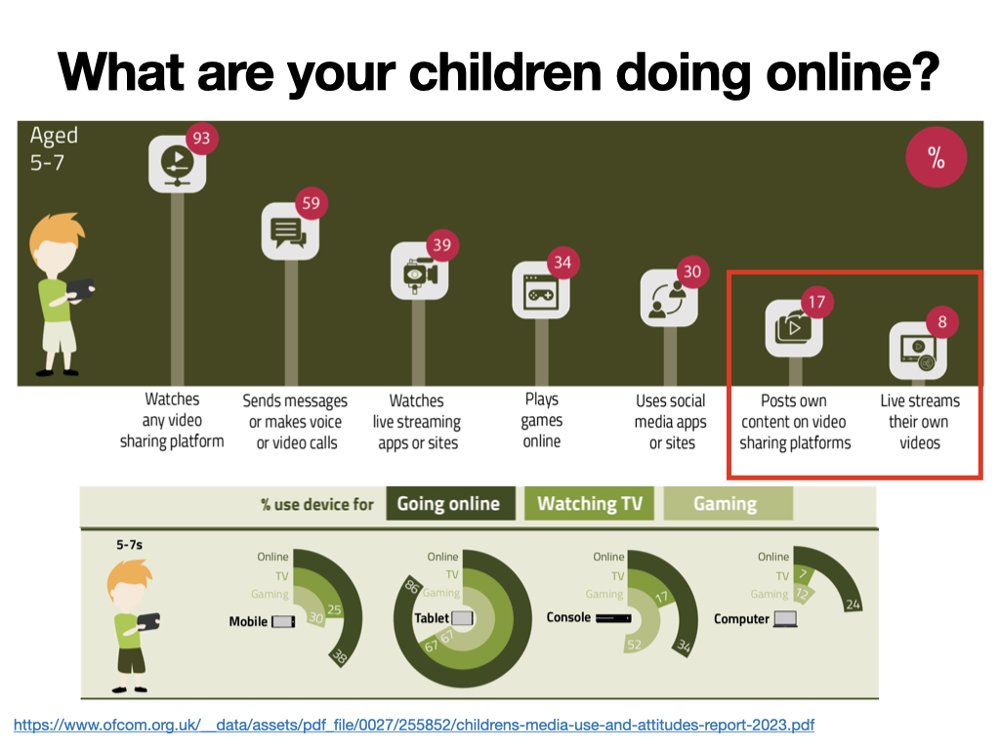 What are your children doing online?
Aged
5-7
%
93
59
39
34
30
17
8
Watches
any video
sharing platform
Sends messages
or makes voice
or video calls
Watches
live streaming
apps or sites
Plays
games
online
Uses social
media apps
or sites
Posts own
content on video
sharing platforms
Live streams
their own
videos
% use device for
Going online
Watching TV
Gaming
5-7s
Online
TV
Gaming
Mobile
38
25
30
Online
TV
Gaming
Tablet
86
67
67
Online
TV
Gaming
Console
34
17
52
Online
TV
Gaming
Computer
24
7
12
https://www.ofcom.org.uk/__data/assets/pdf_file/0027/255852/childrens-media-use-and-attitudes-report-2023.pdf